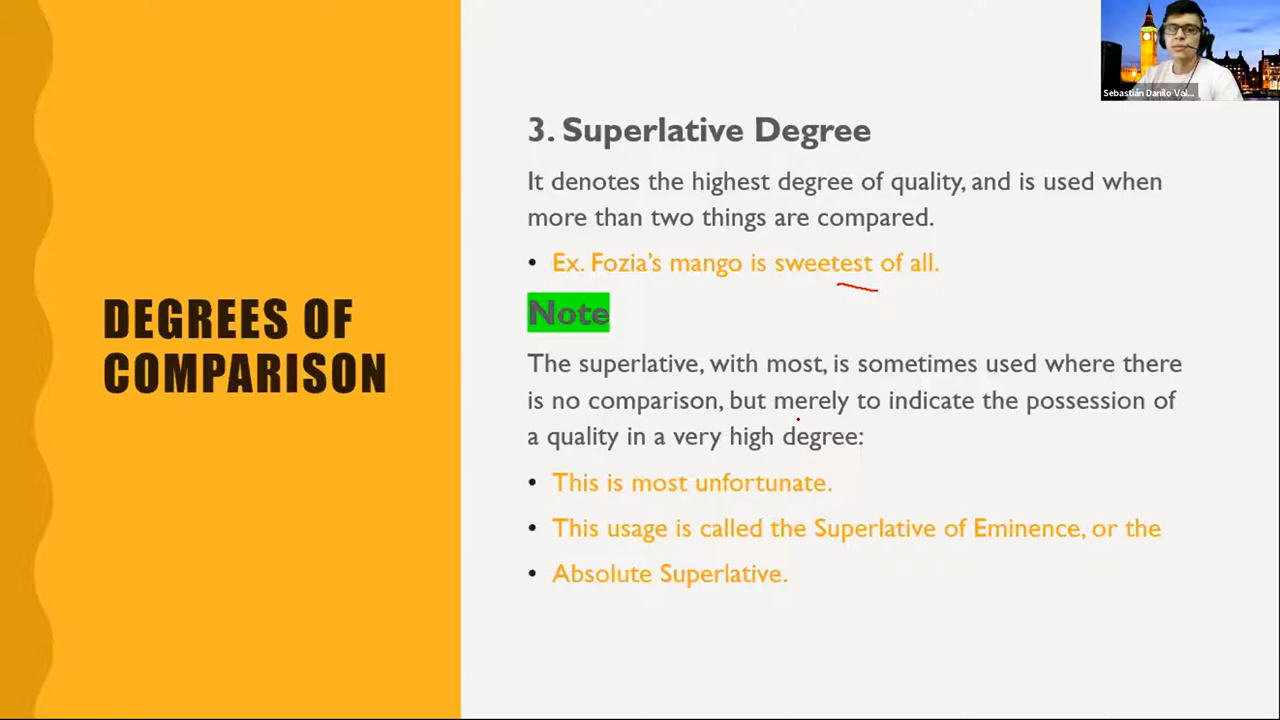 Sebastián Danilo Val...
3. Superlative Degree
It denotes the highest degree of quality, and is used when
more than two things are compared.
• Ex. Fozia's mango is sweetest of all.
Note
The superlative, with most, is sometimes used where there
is no comparison, but merely to indicate the possession of
a quality in a very high degree:
• This is most unfortunate.
• This usage is called the Superlative of Eminence, or the
• Absolute Superlative.
DEGREES OF
COMPARISON